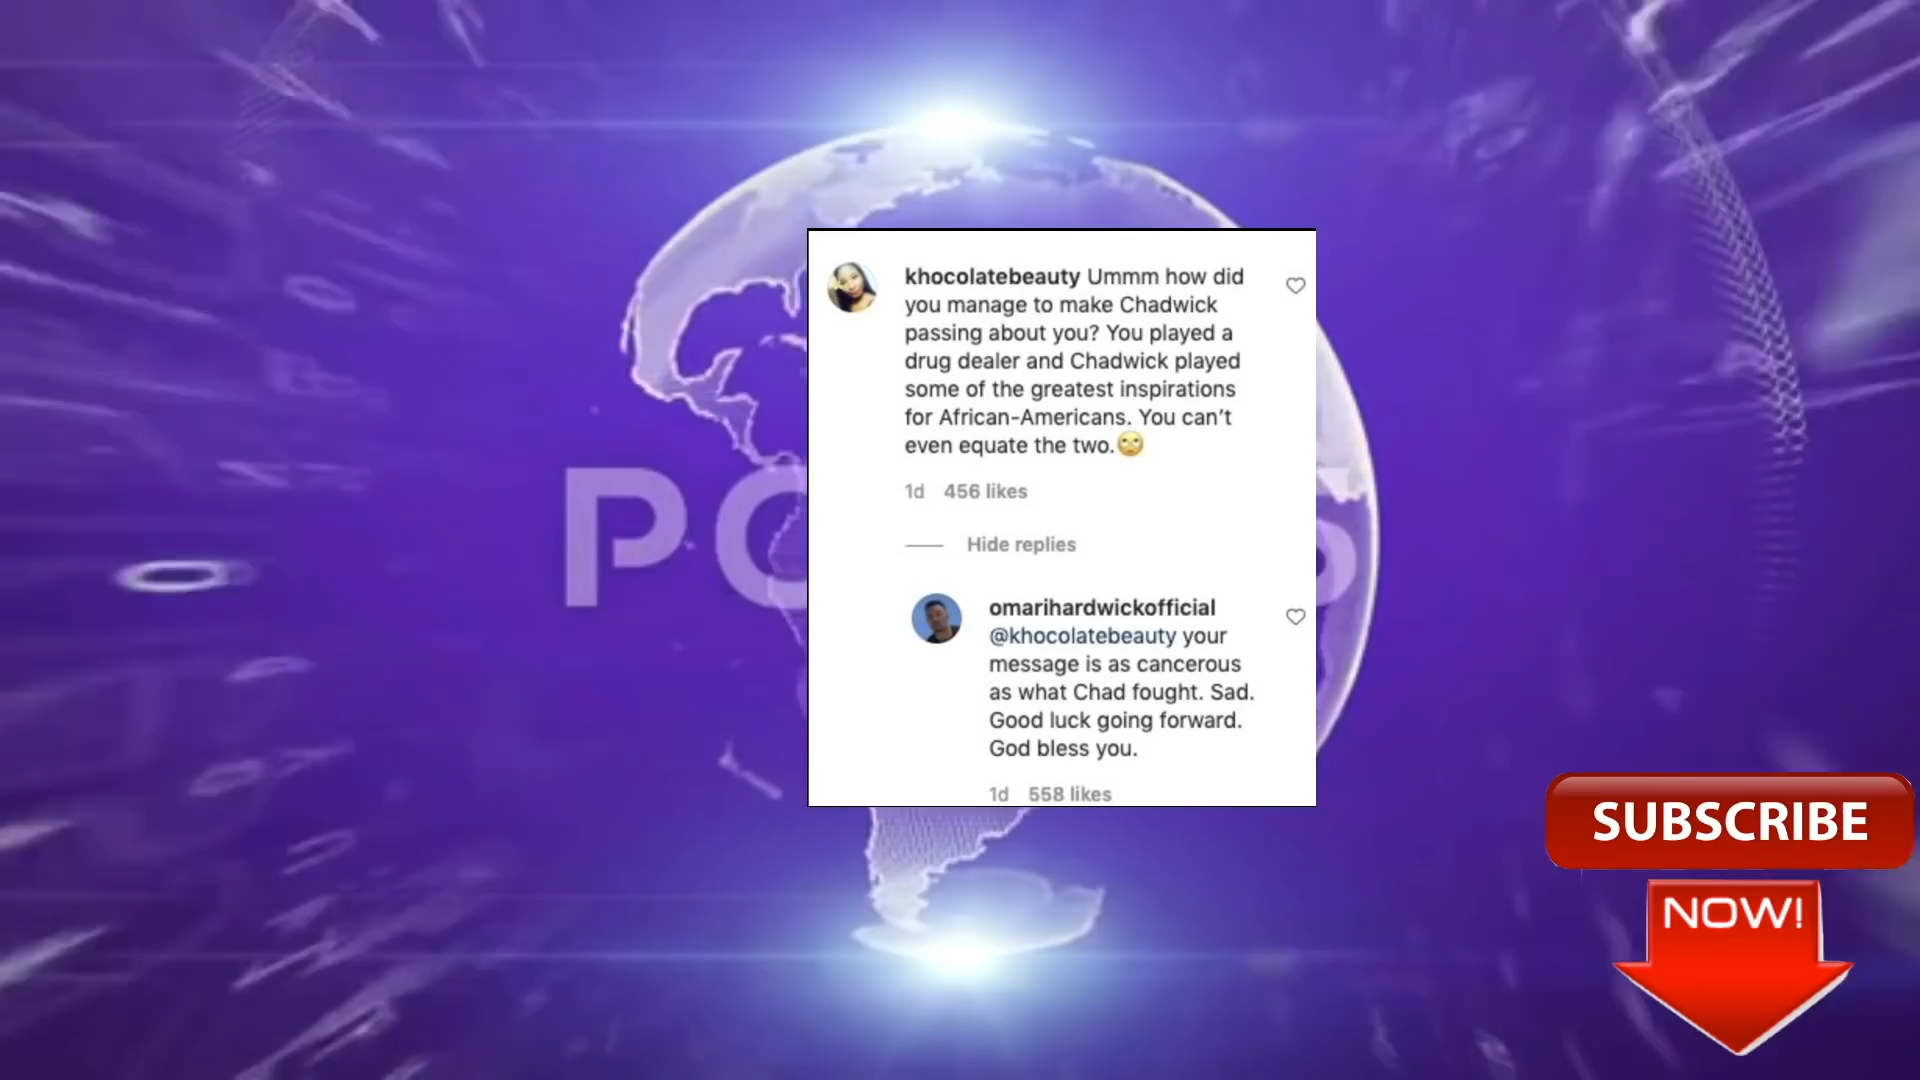 khocolatebeauty Ummm how did
you manage to make Chadwick
passing about you? You played a
drug dealer and Chadwick played
some of the greatest inspirations
for African-Americans. You can't
even equate the two.🙄
1d 456 likes
Hide replies
omarihardwickofficial
@khocolatebeauty your
message is as cancerous
as what Chad fought. Sad.
Good luck going forward.
God bless you.
1d 558 likes
SUBSCRIBE
NOW!